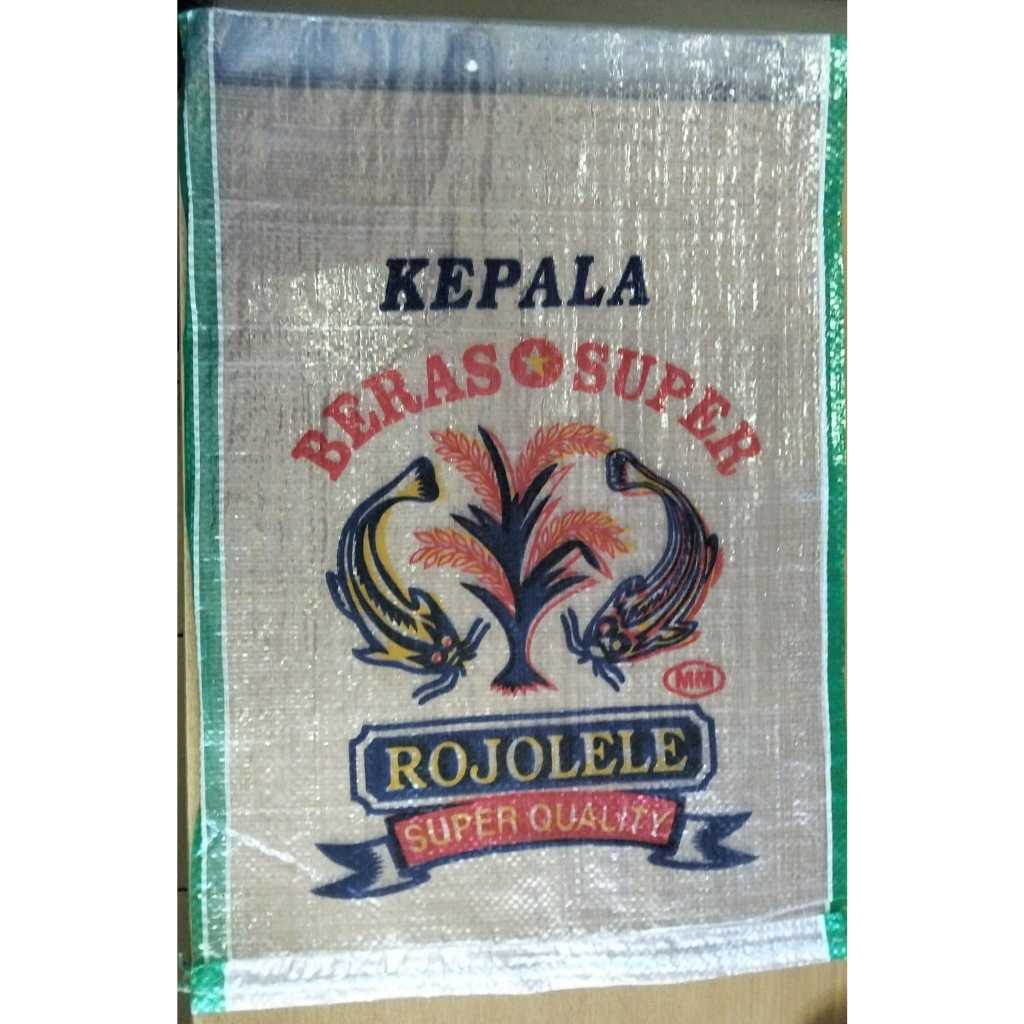 KEPALA
BERAS SUPER
MM
ROJOLELE
SUPER QUALITY